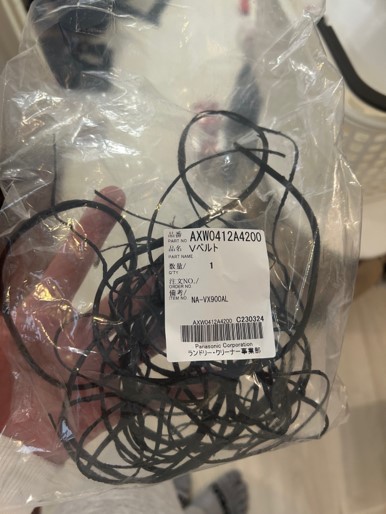 品番 AXW0412A4200
PART NO.
品名 Vベルト
PART NAME
数量/ 1
Q'TY
注文NO./
ORDER NO.
備考/ NA-VX900AL
ITEM NO.
AXW0412A4200 C230324
Panasonic Corporation
ランドリー・クリーナー事業部